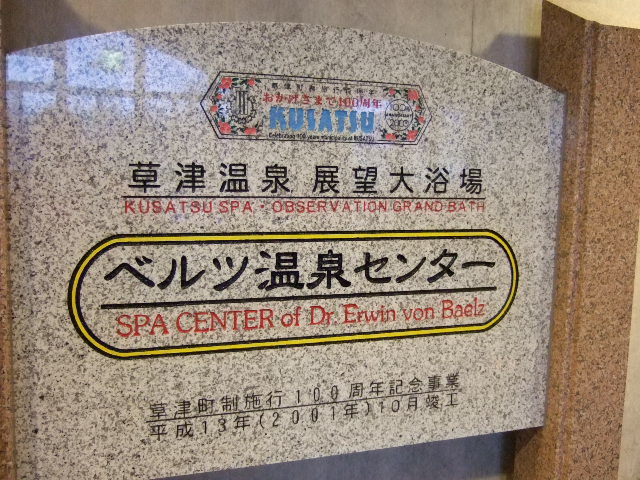 おかげさまで100周年
KUSATSU
草津温泉 展望大浴場
KUSATSU SPA・OBSERVATION GRAND BATH
ベルツ温泉センター
SPA CENTER of Dr. Erwin von Baelz
草津町制施行100周年記念事業
平成13年(2001年)10月竣工